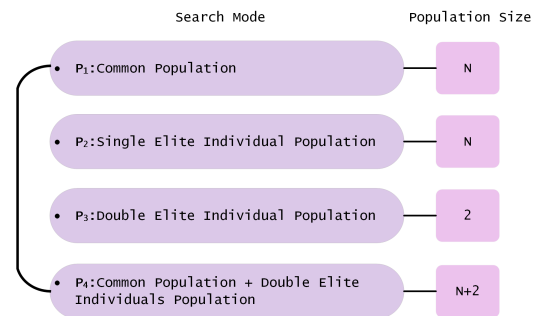 Search Mode Population Size
• P₁:Common Population N
• P₂:Single Elite Individual Population N
• P₃:Double Elite Individual Population 2
• P₄:Common Population + Double Elite
Individuals Population N+2